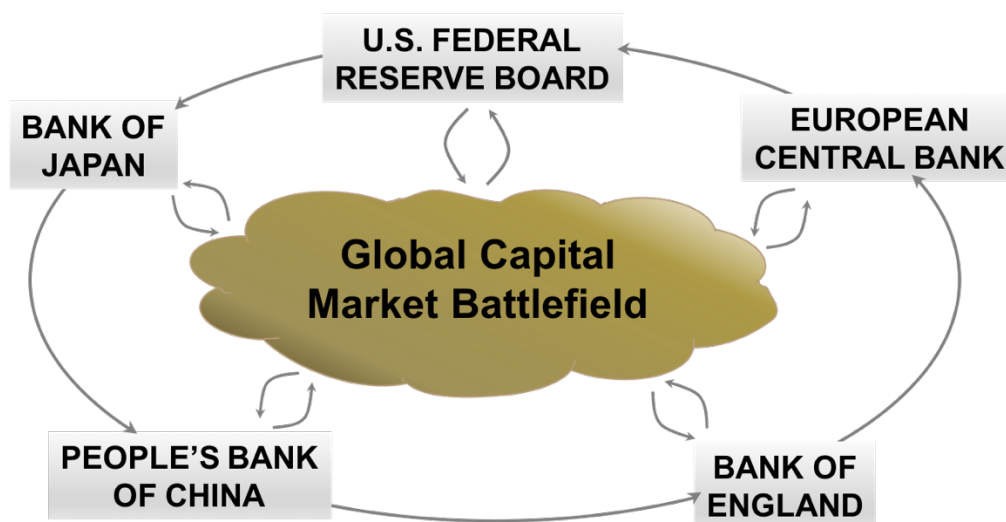 U.S. FEDERAL
RESERVE BOARD
BANK OF
JAPAN
EUROPEAN
CENTRAL BANK
Global Capital
Market Battlefield
PEOPLE'S BANK
OF CHINA
BANK OF
ENGLAND